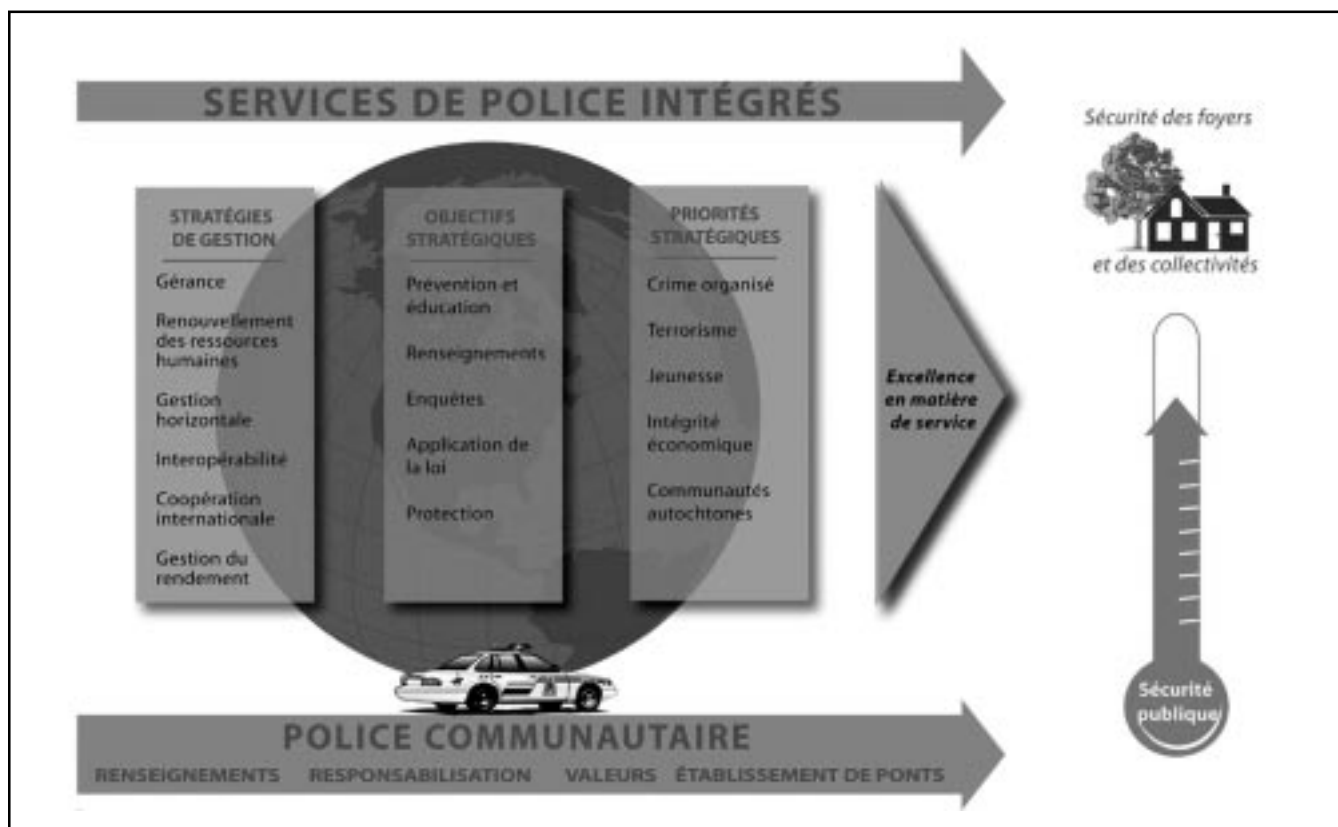 SERVICES DE POLICE INTÉGRÉS
STRATÉGIES
DE GESTION
Gérance
Renouvellement
des ressources
humaines
Gestion
horizontale
Interopérabilité
Coopération
internationale
Gestion du
rendement
OBJECTIFS
STRATÉGIQUES
Prévention et
éducation
Renseignements
Enquêtes
Application de
la loi
Protection
PRIORITÉS
STRATÉGIQUES
Crime organisé
Terrorisme
Jeunesse
Intégrité
économique
Communautés
autochtones
Excellence
en matière
de service
Sécurité des foyers
et des collectivités
Sécurité
publique
POLICE COMMUNAUTAIRE
RENSEIGNEMENTS RESPONSABILISATION VALEURS ÉTABLISSEMENT DE PONTS